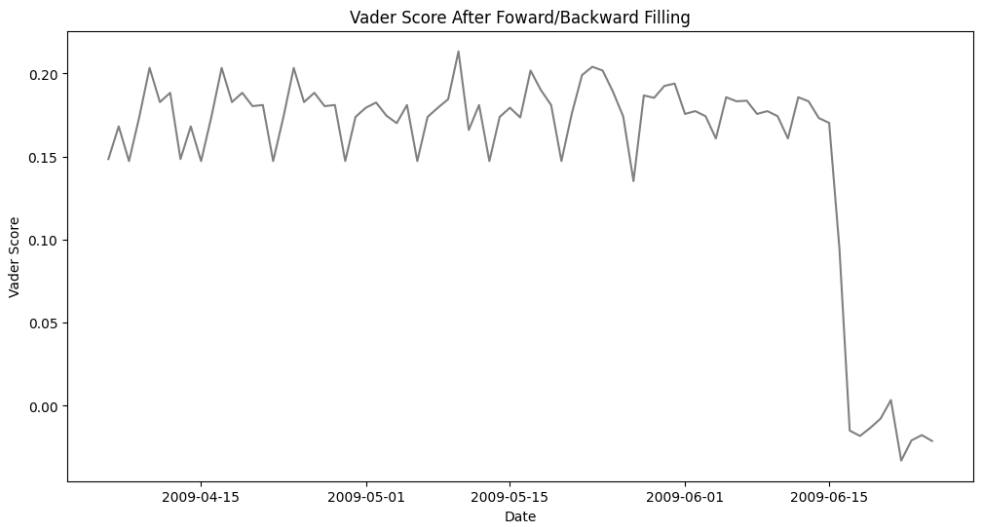 Vader Score After Foward/Backward Filling
Vader Score
0.20
0.15
0.10
0.05
0.00
2009-04-15 2009-05-01 2009-05-15 2009-06-01 2009-06-15
Date